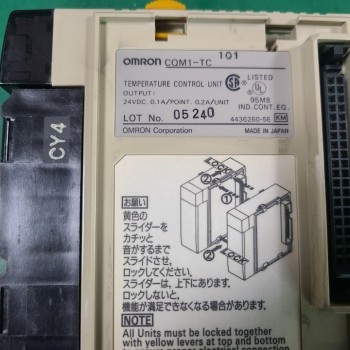 101
OMRON CQM1-TC
TEMPERATURE CONTROL UNIT
OUTPUT:
24VDC. 0.1A/POINT. 0.2A/UNIT
LISTED
95M8
IND. CONT. EQ.
LOT No. 05240
4436260-5E KM
OMRON Corporation MADE IN JAPAN
CY4
LOCK
②
①
②
LOCK
お願い
黄色の
スライダーを
カチッと
音がするまで
スライドさせ、
ロックしてください。
スライダーは、上下にあります。
ロックしないと、
機能が満足できなくなる場合があります。
NOTE
All Units must be locked together
with yellow levers at top and bottom